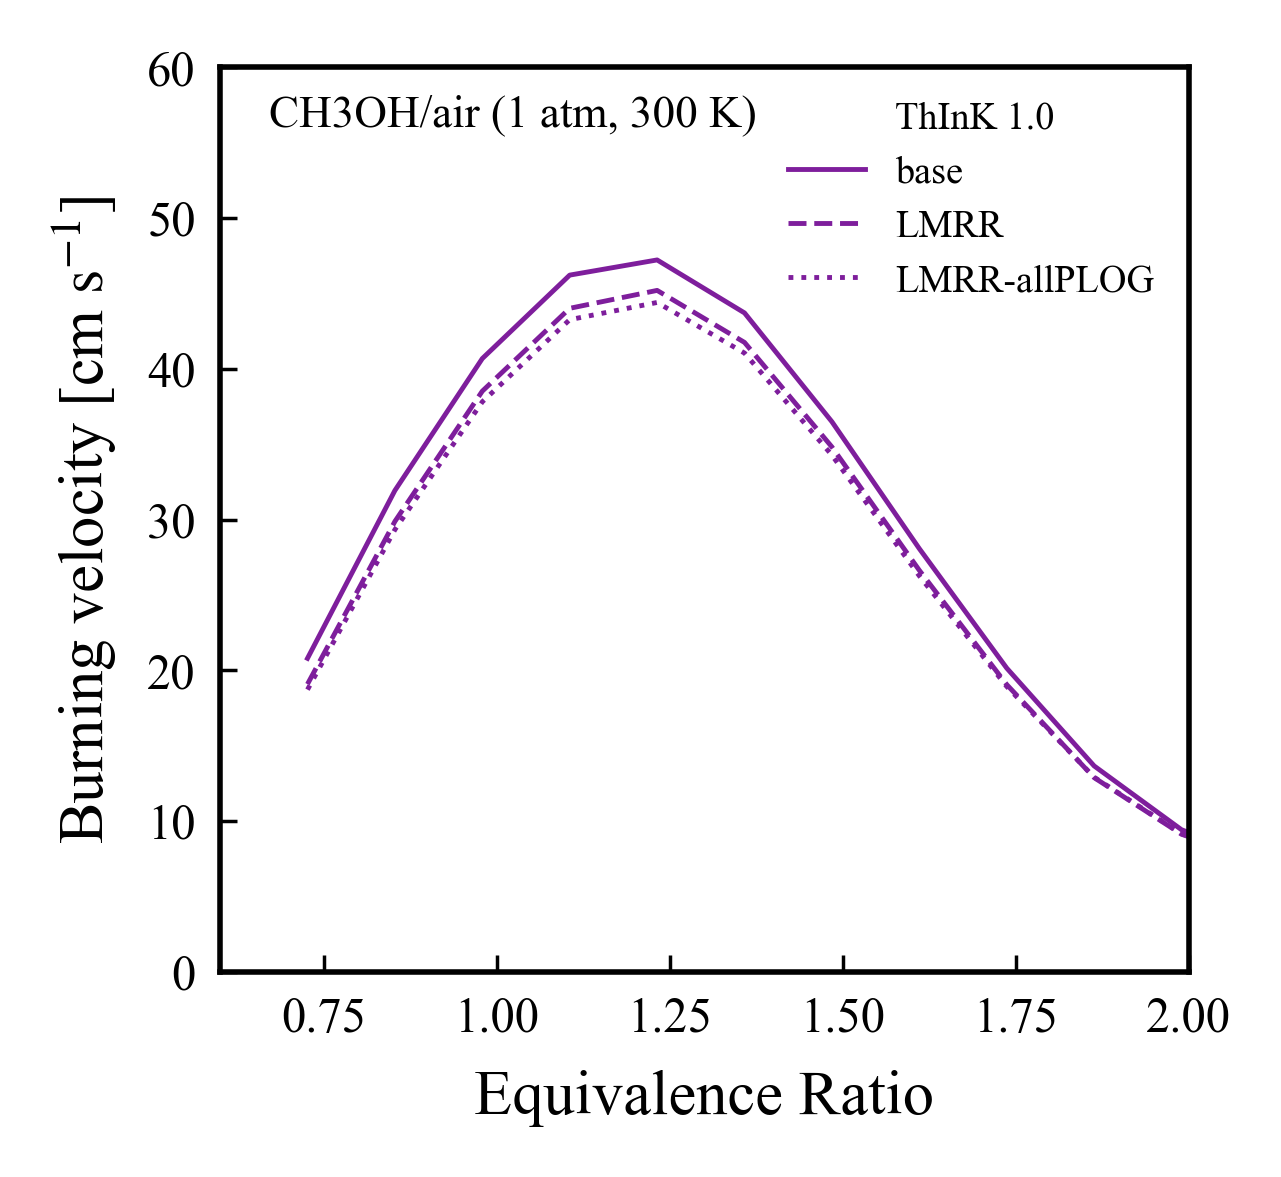 CH3OH/air (1 atm, 300 K)
ThInK 1.0
base
LMRR
LMRR-allPLOG
Burning velocity [cm s⁻¹]
60
50
40
30
20
10
0
0.75 1.00 1.25 1.50 1.75 2.00
Equivalence Ratio